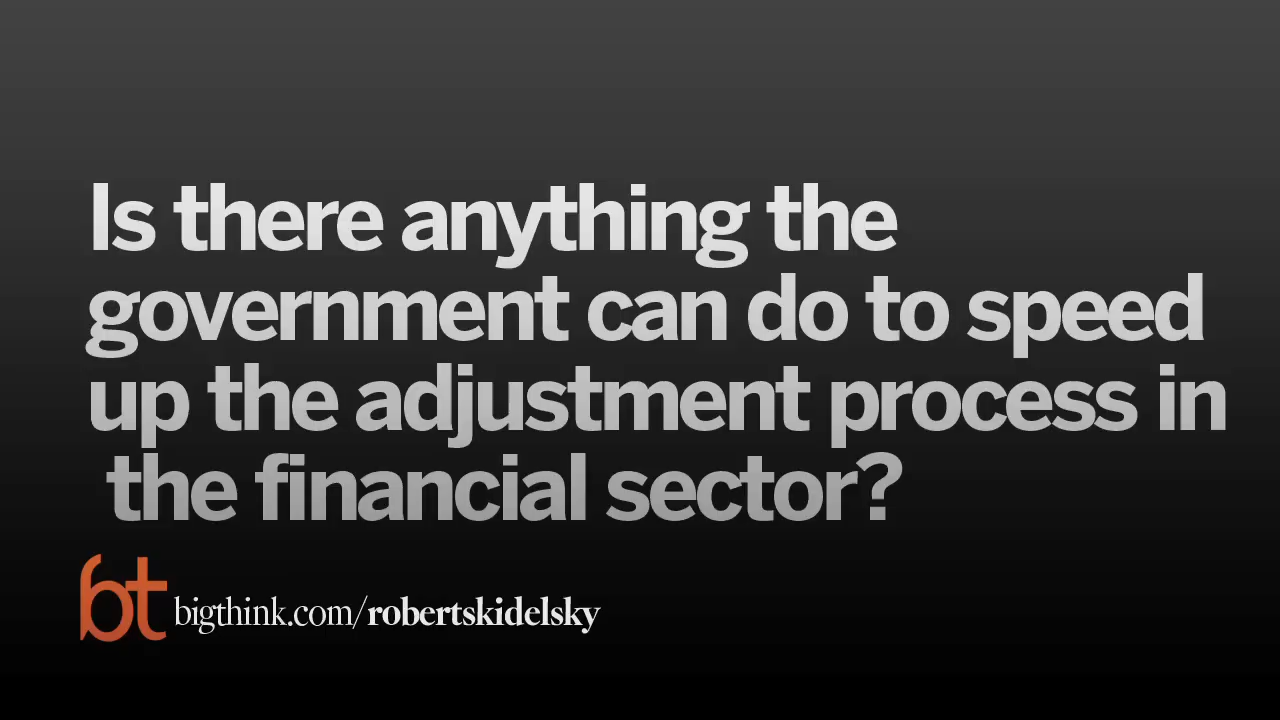 Is there anything the
government can do to speed
up the adjustment process in
the financial sector?
bt bigthink.com/robertskidelsky